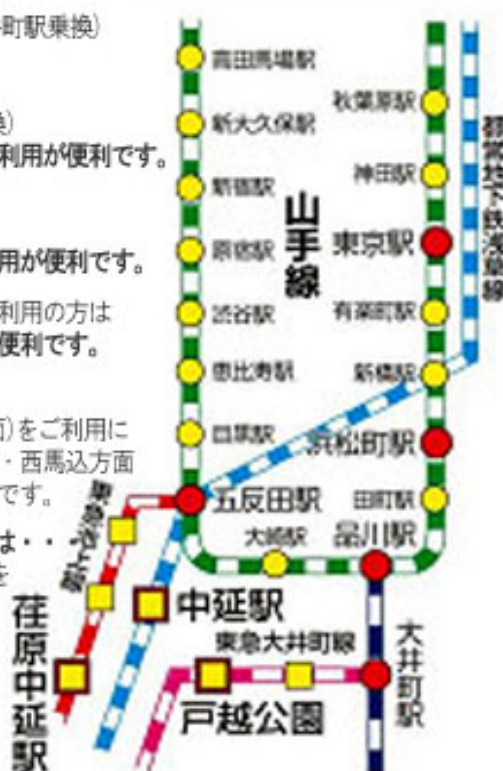 町駅乗換)
換)
利用が便利です。
用が便利です。
利用の方は
便利です。
面)をご利用に
・西馬込方面
です。
は・・
を
高田馬場駅
新大久保駅
新宿駅
原宿駅
渋谷駅
恵比寿駅
目黒駅
五反田駅
大崎駅
品川駅
田町駅
浜松町駅
新橋駅
有楽町駅
東京駅
神田駅
秋葉原駅
山手線
都営地下鉄浅草線
東急池上線
荏原中延駅
中延駅
東急大井町線
戸越公園
大井町駅